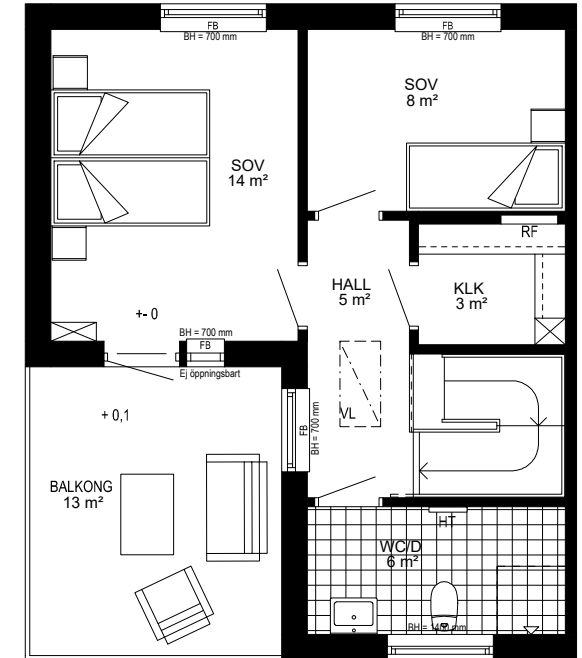 FB
BH = 700 mm
FB
BH = 700 mm
SOV
14 m²
SOV
8 m²
RF
HALL
5 m²
KLK
3 m²
+- 0
BH = 700 mm
FB
Ej öppningsbart
+ 0,1
VL
FB
BH = 700 mm
BALKONG
13 m²
HT
WC/D
6 m²